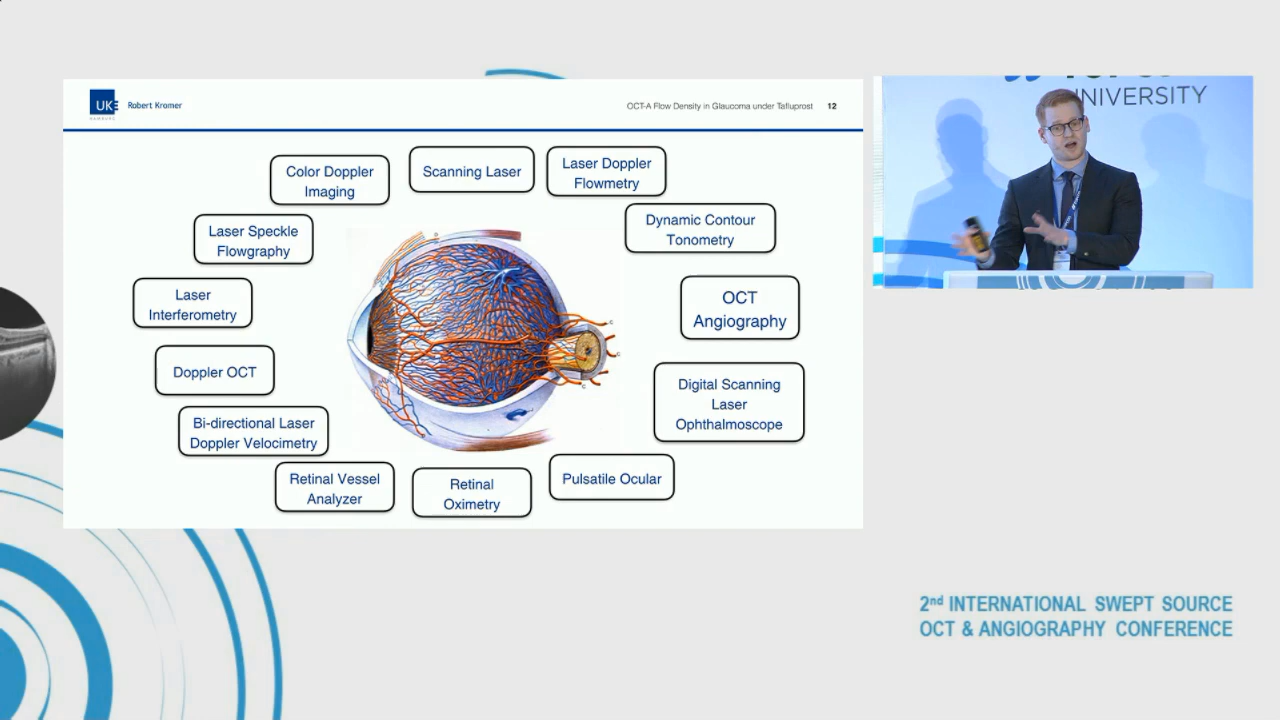 UKE
HAMBURG
Robert Kromer
OCT-A Flow Density in Glaucoma under Tafluprost 12
Color Doppler
Imaging
Scanning Laser
Laser Doppler
Flowmetry
Dynamic Contour
Tonometry
Laser Speckle
Flowgraphy
Laser
Interferometry
OCT
Angiography
Doppler OCT
Digital Scanning
Laser
Ophthalmoscope
Bi-directional Laser
Doppler Velocimetry
Retinal Vessel
Analyzer
Retinal
Oximetry
Pulsatile Ocular
UNIVERSITY
2nd INTERNATIONAL SWEPT SOURCE
OCT & ANGIOGRAPHY CONFERENCE